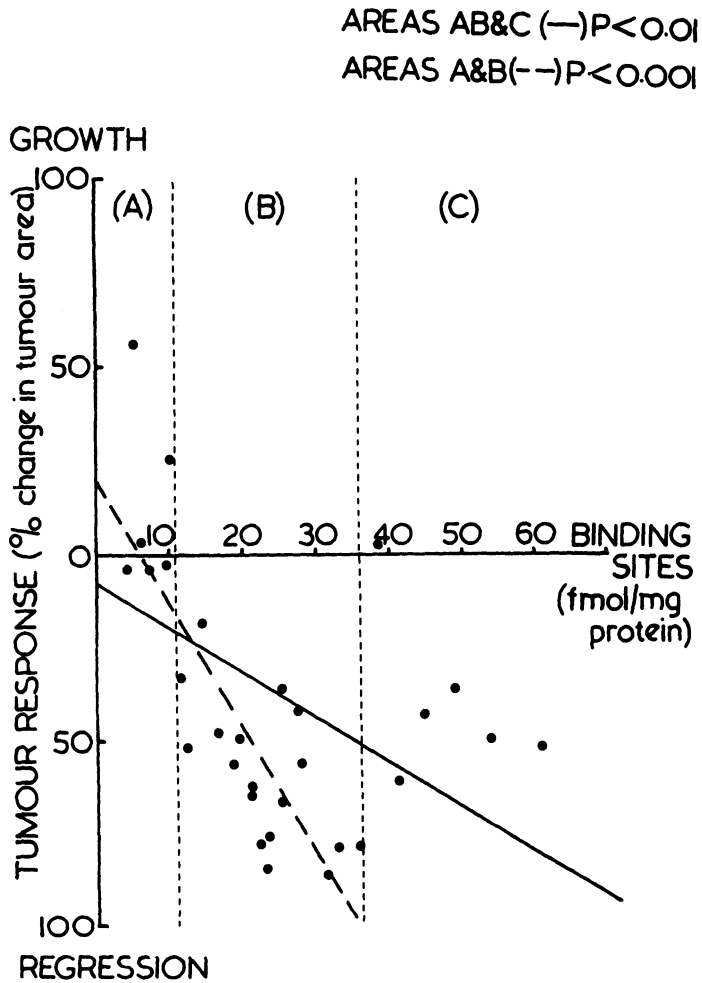 AREAS AB&C (—)P<0.01
AREAS A&B(--)P<0.001
GROWTH
TUMOUR RESPONSE (% change in tumour area)
100
(A)
(B)
(C)
50
10 20 30 40 50 60 BINDING
0
SITES
(fmol/mg
protein)
50
100
REGRESSION